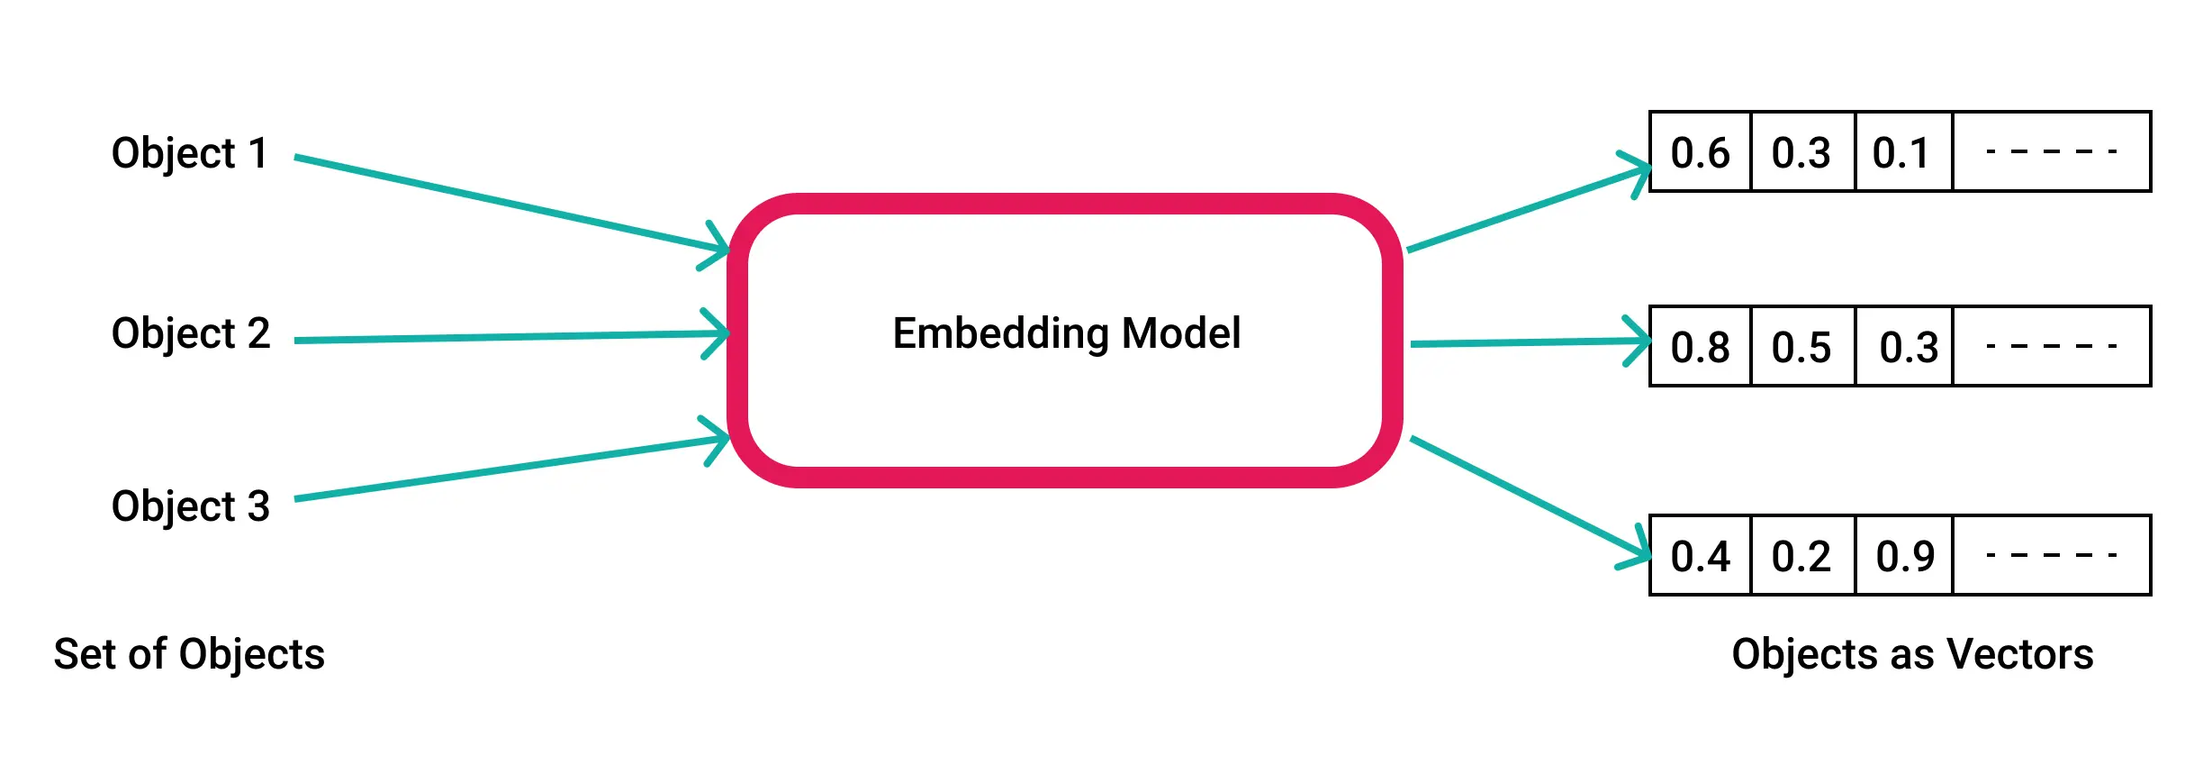 Object 1
Object 2
Object 3
Set of Objects
Embedding Model
0.6 0.3 0.1 - - - - -
0.8 0.5 0.3 - - - - -
0.4 0.2 0.9 - - - - -
Objects as Vectors